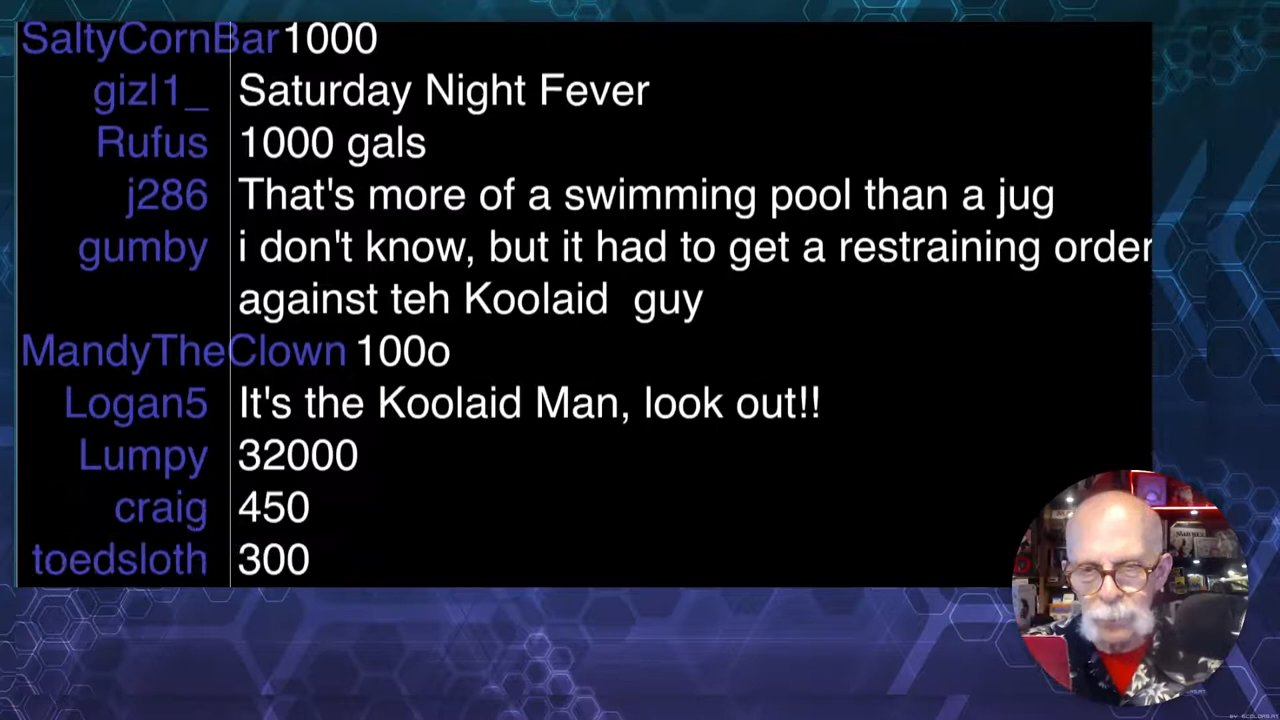 SaltyCornBar 1000
gizl1_ Saturday Night Fever
Rufus 1000 gals
j286 That's more of a swimming pool than a jug
gumby i don't know, but it had to get a restraining order
against teh Koolaid guy
MandyTheClown 100o
Logan5 It's the Koolaid Man, look out!!
Lumpy 32000
craig 450
toedsloth 300